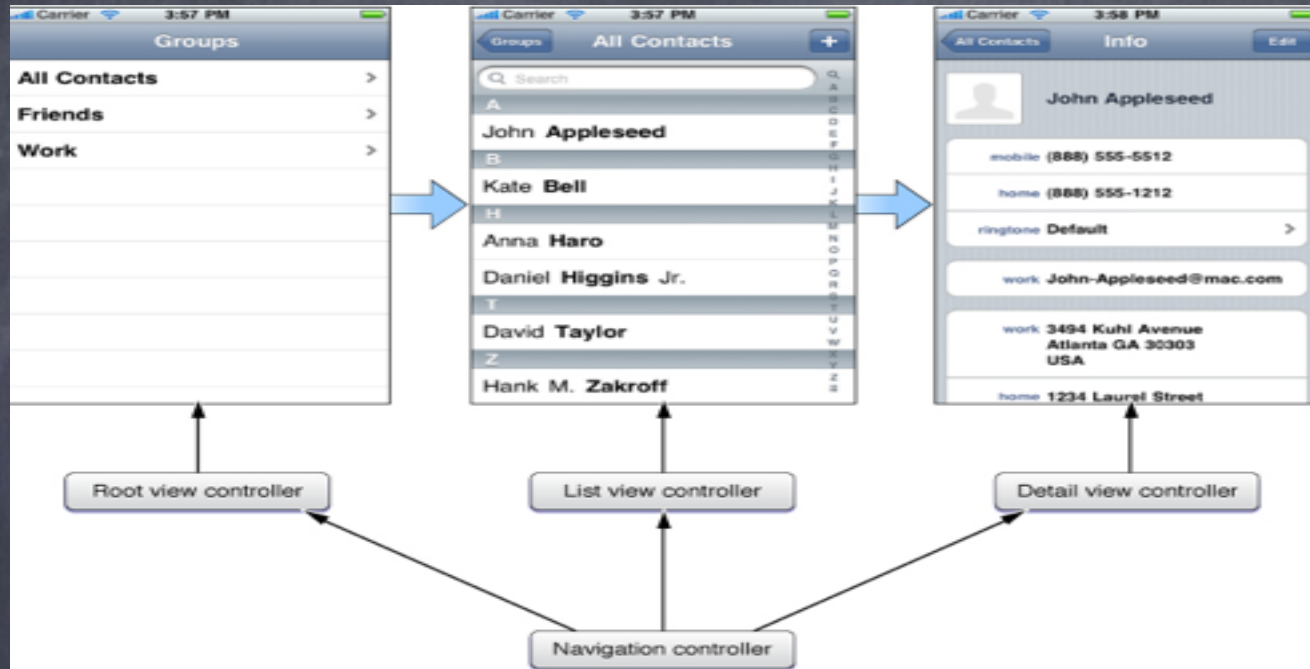 Carrier 3:57 PM
Groups
All Contacts
Friends
Work
Carrier 3:57 PM
Groups All Contacts +
Search
A
John Appleseed
B
Kate Bell
H
Anna Haro
Daniel Higgins Jr.
T
David Taylor
Z
Hank M. Zakroff
A
B
C
D
E
F
G
H
I
J
K
L
M
N
O
P
Q
R
S
T
U
V
W
X
Y
Z
#
Carrier 3:58 PM
All Contacts Info Edit
John Appleseed
mobile (888) 555-5512
home (888) 555-1212
ringtone Default
work John-Appleseed@mac.com
work 3494 Kuhl Avenue
Atlanta GA 30303
USA
home 1234 Laurel Street
Root view controller
List view controller
Detail view controller
Navigation controller